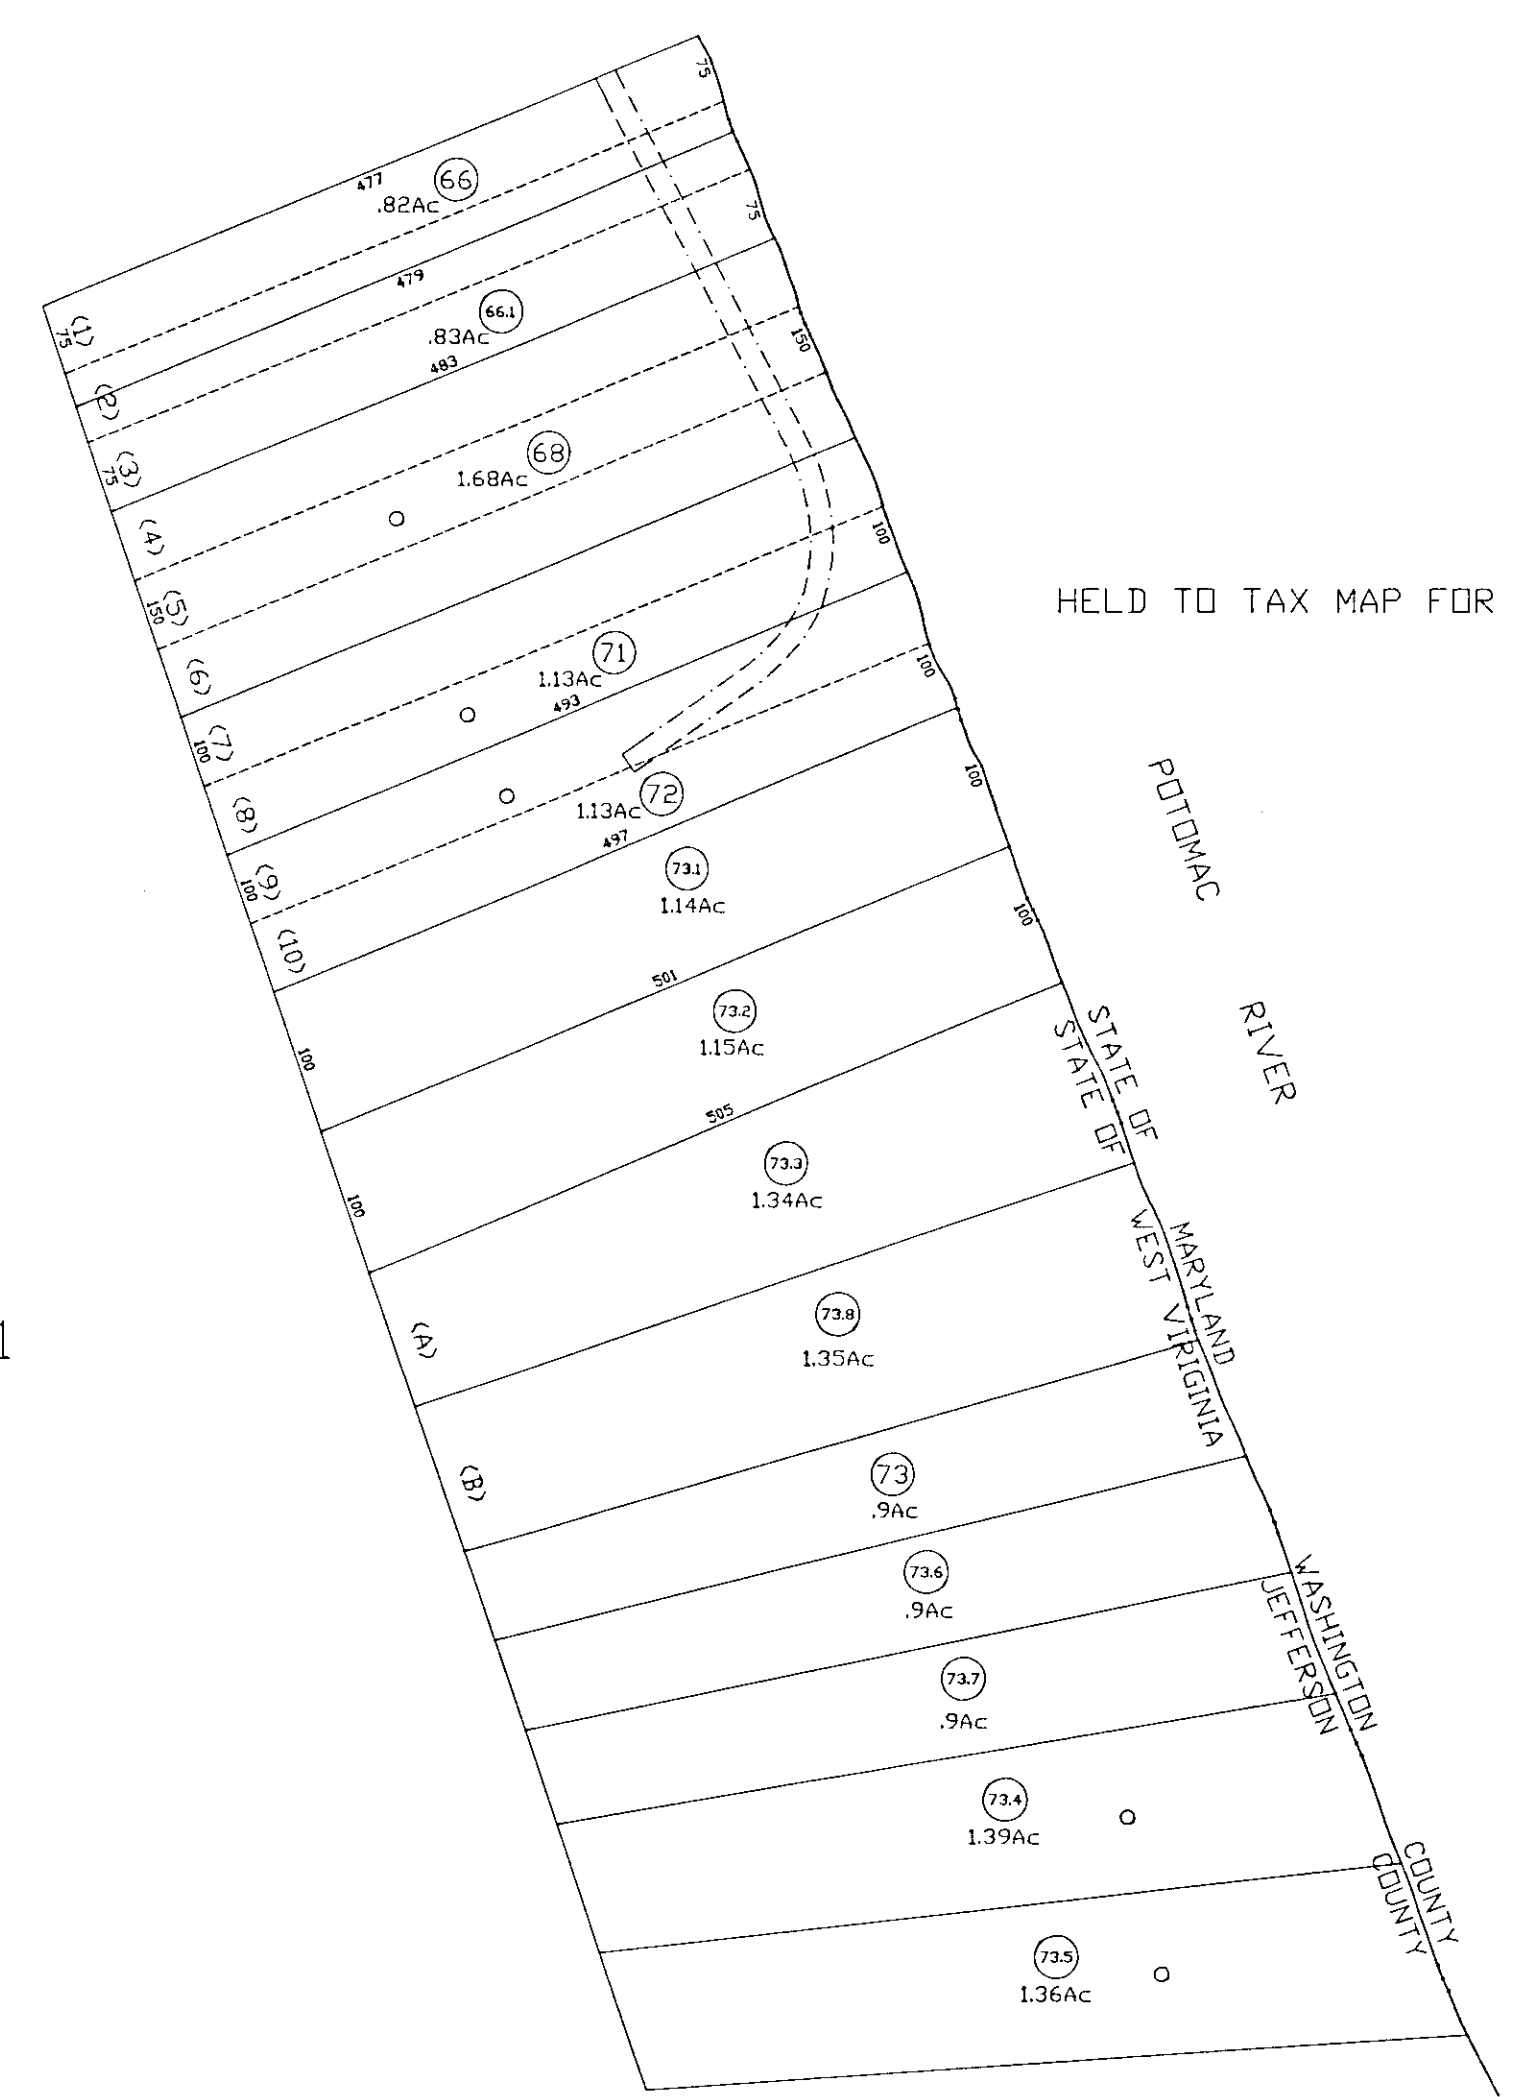 75
477
66
.82Ac
75
479
66.1
.83Ac
483
(1)
75
(2)
(3)
75
150
68
1.68Ac
(4)
(5)
150
(6)
100
71
1.13Ac
493
(7)
100
(8)
HELD TO TAX MAP FOR
100
72
1.13Ac
497
(9)
100
(10)
100
73.1
1.14Ac
501
100
100
73.2
1.15Ac
505
100
73.3
1.34Ac
(A)
73.8
1.35Ac
(B)
73
.9Ac
73.6
.9Ac
73.7
.9Ac
73.4
1.39Ac
73.5
1.36Ac
POTOMAC
RIVER
STATE OF
MARYLAND
STATE OF
WEST VIRIGINIA
WASHINGTON
COUNTY
JEFFERSON
COUNTY
1